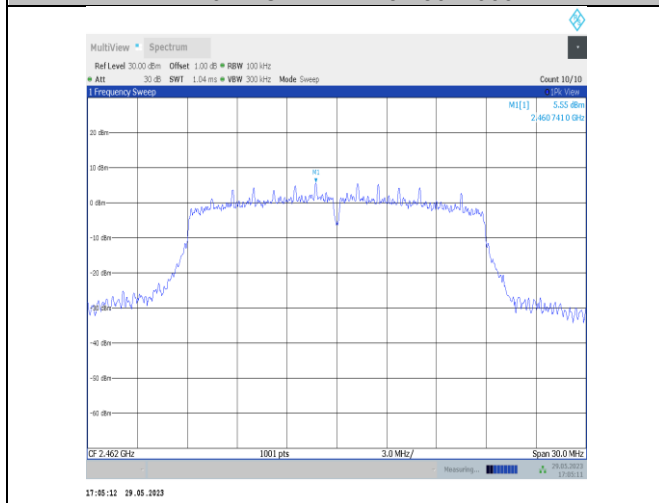 MultiView Spectrum
Ref Level 30.00 dBm Offset 1.00 dB RBW 100 kHz
Att 30 dB SWT 1.04 ms VBW 300 kHz Mode Sweep Count 10/10
1 Frequency Sweep 1Pk View
M1[1] 5.55 dBm
2.460 7410 GHz
20 dBm
M1
10 dBm
0 dBm
-10 dBm
-20 dBm
-30 dBm
-40 dBm
-50 dBm
-60 dBm
CF 2.462 GHz 1001 pts 3.0 MHz/ Span 30.0 MHz
Measuring... 29.05.2023
17:05:11
17:05:12 29.05.2023